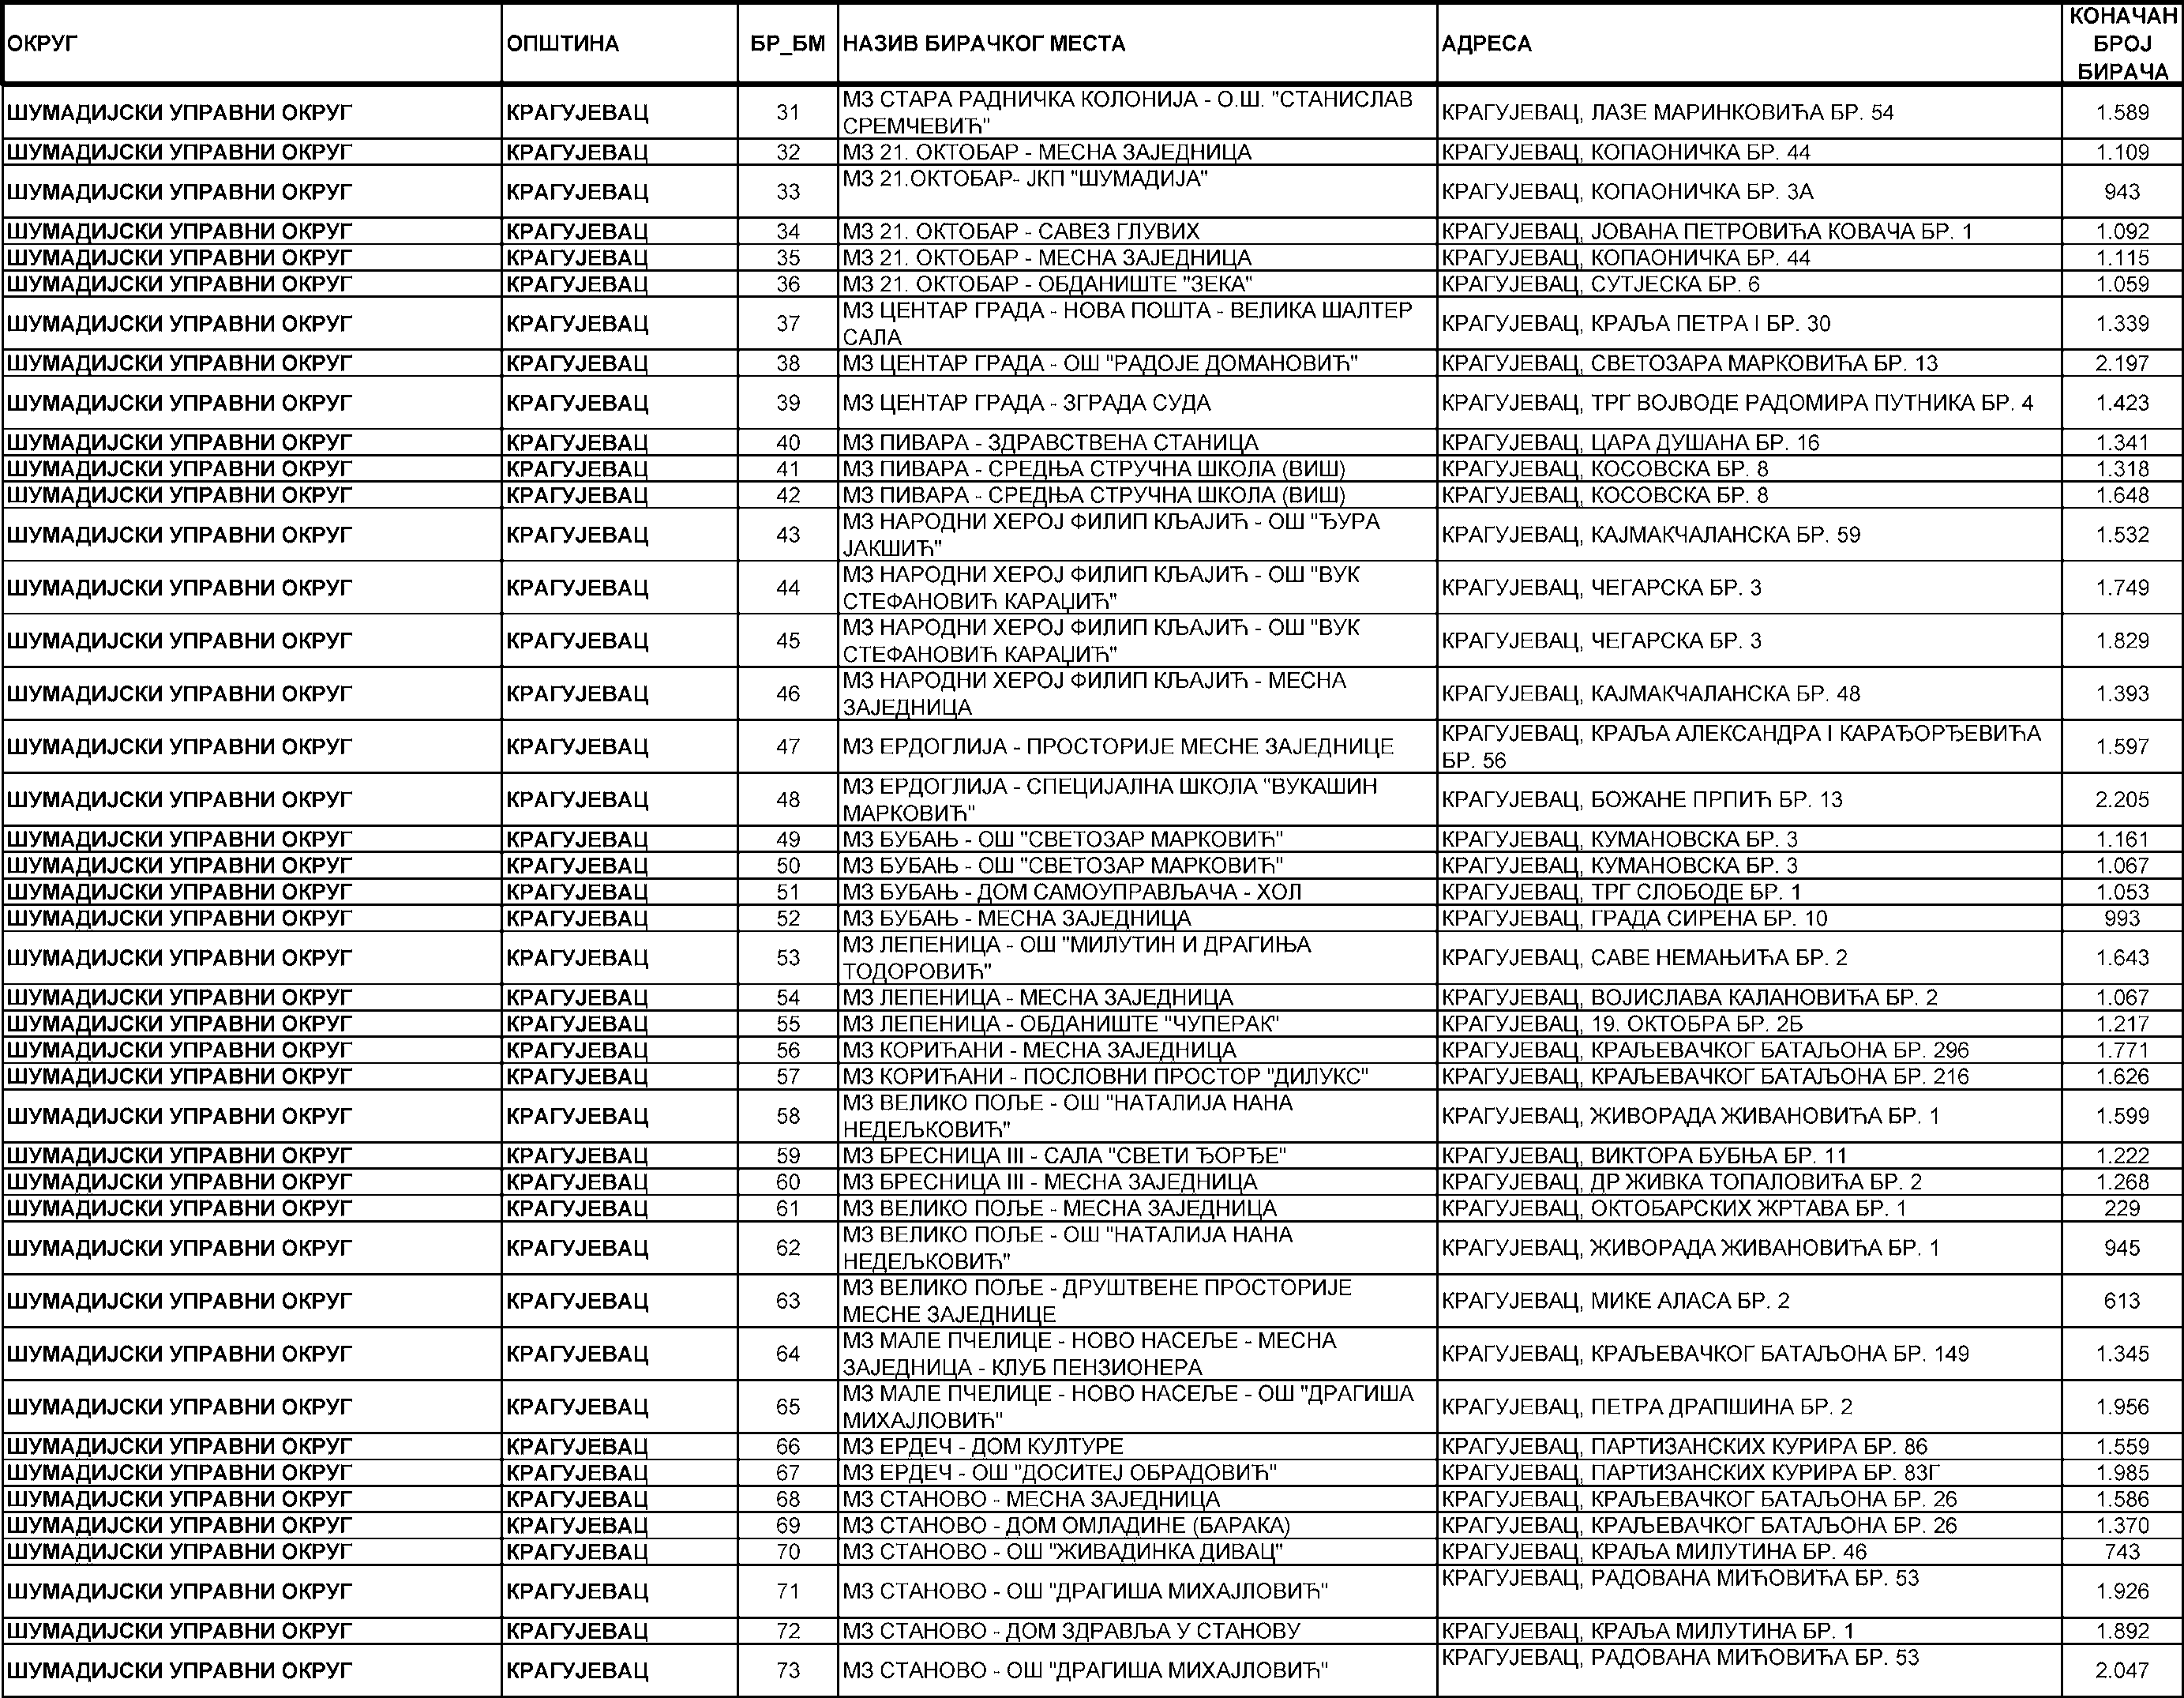 ОКРУГ ОПШТИНА БР_БМ НАЗИВ БИРАЧКОГ МЕСТА АДРЕСА КОНАЧАН БРОЈ БИРАЧА
ШУМАДИЈСКИ УПРАВНИ ОКРУГ КРАГУЈЕВАЦ 31 МЗ СТАРА РАДНИЧКА КОЛОНИЈА - О.Ш. "СТАНИСЛАВ СРЕМЧЕВИЋ" КРАГУЈЕВАЦ, ЛАЗЕ МАРИНКОВИЋА БР. 54 1.589
ШУМАДИЈСКИ УПРАВНИ ОКРУГ КРАГУЈЕВАЦ 32 МЗ 21. ОКТОБАР - МЕСНА ЗАЈЕДНИЦА КРАГУЈЕВАЦ, КОПАОНИЧКА БР. 44 1.109
ШУМАДИЈСКИ УПРАВНИ ОКРУГ КРАГУЈЕВАЦ 33 МЗ 21.ОКТОБАР- ЈКП "ШУМАДИЈА" КРАГУЈЕВАЦ, КОПАОНИЧКА БР. 3А 943
ШУМАДИЈСКИ УПРАВНИ ОКРУГ КРАГУЈЕВАЦ 34 МЗ 21. ОКТОБАР - САВЕЗ ГЛУВИХ КРАГУЈЕВАЦ, ЈОВАНА ПЕТРОВИЋА КОВАЧА БР. 1 1.092
ШУМАДИЈСКИ УПРАВНИ ОКРУГ КРАГУЈЕВАЦ 35 МЗ 21. ОКТОБАР - МЕСНА ЗАЈЕДНИЦА КРАГУЈЕВАЦ, КОПАОНИЧКА БР. 44 1.115
ШУМАДИЈСКИ УПРАВНИ ОКРУГ КРАГУЈЕВАЦ 36 МЗ 21. ОКТОБАР - ОБДАНИШТЕ "ЗЕКА" КРАГУЈЕВАЦ, СУТЈЕСКА БР. 6 1.059
ШУМАДИЈСКИ УПРАВНИ ОКРУГ КРАГУЈЕВАЦ 37 МЗ ЦЕНТАР ГРАДА - НОВА ПОШТА - ВЕЛИКА ШАЛТЕР САЛА КРАГУЈЕВАЦ, КРАЉА ПЕТРА I БР. 30 1.339
ШУМАДИЈСКИ УПРАВНИ ОКРУГ КРАГУЈЕВАЦ 38 МЗ ЦЕНТАР ГРАДА - ОШ "РАДОЈЕ ДОМАНОВИЋ" КРАГУЈЕВАЦ, СВЕТОЗАРА МАРКОВИЋА БР. 13 2.197
ШУМАДИЈСКИ УПРАВНИ ОКРУГ КРАГУЈЕВАЦ 39 МЗ ЦЕНТАР ГРАДА - ЗГРАДА СУДА КРАГУЈЕВАЦ, ТРГ ВОЈВОДЕ РАДОМИРА ПУТНИКА БР. 4 1.423
ШУМАДИЈСКИ УПРАВНИ ОКРУГ КРАГУЈЕВАЦ 40 МЗ ПИВАРА - ЗДРАВСТВЕНА СТАНИЦА КРАГУЈЕВАЦ, ЦАРА ДУШАНА БР. 16 1.341
ШУМАДИЈСКИ УПРАВНИ ОКРУГ КРАГУЈЕВАЦ 41 МЗ ПИВАРА - СРЕДЊА СТРУЧНА ШКОЛА (ВИШ) КРАГУЈЕВАЦ, КОСОВСКА БР. 8 1.318
ШУМАДИЈСКИ УПРАВНИ ОКРУГ КРАГУЈЕВАЦ 42 МЗ ПИВАРА - СРЕДЊА СТРУЧНА ШКОЛА (ВИШ) КРАГУЈЕВАЦ, КОСОВСКА БР. 8 1.648
ШУМАДИЈСКИ УПРАВНИ ОКРУГ КРАГУЈЕВАЦ 43 МЗ НАРОДНИ ХЕРОЈ ФИЛИП КЉАЈИЋ - ОШ "ЂУРА ЈАКШИЋ" КРАГУЈЕВАЦ, КАЈМАКЧАЛАНСКА БР. 59 1.532
ШУМАДИЈСКИ УПРАВНИ ОКРУГ КРАГУЈЕВАЦ 44 МЗ НАРОДНИ ХЕРОЈ ФИЛИП КЉАЈИЋ - ОШ "ВУК СТЕФАНОВИЋ КАРАЏИЋ" КРАГУЈЕВАЦ, ЧЕГАРСКА БР. 3 1.749
ШУМАДИЈСКИ УПРАВНИ ОКРУГ КРАГУЈЕВАЦ 45 МЗ НАРОДНИ ХЕРОЈ ФИЛИП КЉАЈИЋ - ОШ "ВУК СТЕФАНОВИЋ КАРАЏИЋ" КРАГУЈЕВАЦ, ЧЕГАРСКА БР. 3 1.829
ШУМАДИЈСКИ УПРАВНИ ОКРУГ КРАГУЈЕВАЦ 46 МЗ НАРОДНИ ХЕРОЈ ФИЛИП КЉАЈИЋ - МЕСНА ЗАЈЕДНИЦА КРАГУЈЕВАЦ, КАЈМАКЧАЛАНСКА БР. 48 1.393
ШУМАДИЈСКИ УПРАВНИ ОКРУГ КРАГУЈЕВАЦ 47 МЗ ЕРДОГЛИЈА - ПРОСТОРИЈЕ МЕСНЕ ЗАЈЕДНИЦЕ КРАГУЈЕВАЦ, КРАЉА АЛЕКСАНДРА I КАРАЂОРЂЕВИЋА БР. 56 1.597
ШУМАДИЈСКИ УПРАВНИ ОКРУГ КРАГУЈЕВАЦ 48 МЗ ЕРДОГЛИЈА - СПЕЦИЈАЛНА ШКОЛА "ВУКАШИН МАРКОВИЋ" КРАГУЈЕВАЦ, БОЖАНЕ ПРПИЋ БР. 13 2.205
ШУМАДИЈСКИ УПРАВНИ ОКРУГ КРАГУЈЕВАЦ 49 МЗ БУБАЊ - ОШ "СВЕТОЗАР МАРКОВИЋ" КРАГУЈЕВАЦ, КУМАНОВСКА БР. 3 1.161
ШУМАДИЈСКИ УПРАВНИ ОКРУГ КРАГУЈЕВАЦ 50 МЗ БУБАЊ - ОШ "СВЕТОЗАР МАРКОВИЋ" КРАГУЈЕВАЦ, КУМАНОВСКА БР. 3 1.067
ШУМАДИЈСКИ УПРАВНИ ОКРУГ КРАГУЈЕВАЦ 51 МЗ БУБАЊ - ДОМ САМОУПРАВЉАЧА - ХОЛ КРАГУЈЕВАЦ, ТРГ СЛОБОДЕ БР. 1 1.053
ШУМАДИЈСКИ УПРАВНИ ОКРУГ КРАГУЈЕВАЦ 52 МЗ БУБАЊ - МЕСНА ЗАЈЕДНИЦА КРАГУЈЕВАЦ, ГРАДА СИРЕНА БР. 10 993
ШУМАДИЈСКИ УПРАВНИ ОКРУГ КРАГУЈЕВАЦ 53 МЗ ЛЕПЕНИЦА - ОШ "МИЛУТИН И ДРАГИЊА ТОДОРОВИЋ" КРАГУЈЕВАЦ, САВЕ НЕМАЊИЋА БР. 2 1.643
ШУМАДИЈСКИ УПРАВНИ ОКРУГ КРАГУЈЕВАЦ 54 МЗ ЛЕПЕНИЦА - МЕСНА ЗАЈЕДНИЦА КРАГУЈЕВАЦ, ВОЈИСЛАВА КАЛАНОВИЋА БР. 2 1.067
ШУМАДИЈСКИ УПРАВНИ ОКРУГ КРАГУЈЕВАЦ 55 МЗ ЛЕПЕНИЦА - ОБДАНИШТЕ "ЧУПЕРАК" КРАГУЈЕВАЦ, 19. ОКТОБРА БР. 2Б 1.217
ШУМАДИЈСКИ УПРАВНИ ОКРУГ КРАГУЈЕВАЦ 56 МЗ КОРИЋАНИ - МЕСНА ЗАЈЕДНИЦА КРАГУЈЕВАЦ, КРАЉЕВАЧКОГ БАТАЉОНА БР. 296 1.771
ШУМАДИЈСКИ УПРАВНИ ОКРУГ КРАГУЈЕВАЦ 57 МЗ КОРИЋАНИ - ПОСЛОВНИ ПРОСТОР "ДИЛУКС" КРАГУЈЕВАЦ, КРАЉЕВАЧКОГ БАТАЉОНА БР. 216 1.626
ШУМАДИЈСКИ УПРАВНИ ОКРУГ КРАГУЈЕВАЦ 58 МЗ ВЕЛИКО ПОЉЕ - ОШ "НАТАЛИЈА НАНА НЕДЕЉКОВИЋ" КРАГУЈЕВАЦ, ЖИВОРАДА ЖИВАНОВИЋА БР. 1 1.599
ШУМАДИЈСКИ УПРАВНИ ОКРУГ КРАГУЈЕВАЦ 59 МЗ БРЕСНИЦА III - САЛА "СВЕТИ ЂОРЂЕ" КРАГУЈЕВАЦ, ВИКТОРА БУБЊА БР. 11 1.222
ШУМАДИЈСКИ УПРАВНИ ОКРУГ КРАГУЈЕВАЦ 60 МЗ БРЕСНИЦА III - МЕСНА ЗАЈЕДНИЦА КРАГУЈЕВАЦ, ДР ЖИВКА ТОПАЛОВИЋА БР. 2 1.268
ШУМАДИЈСКИ УПРАВНИ ОКРУГ КРАГУЈЕВАЦ 61 МЗ ВЕЛИКО ПОЉЕ - МЕСНА ЗАЈЕДНИЦА КРАГУЈЕВАЦ, ОКТОБАРСКИХ ЖРТАВА БР. 1 229
ШУМАДИЈСКИ УПРАВНИ ОКРУГ КРАГУЈЕВАЦ 62 МЗ ВЕЛИКО ПОЉЕ - ОШ "НАТАЛИЈА НАНА НЕДЕЉКОВИЋ" КРАГУЈЕВАЦ, ЖИВОРАДА ЖИВАНОВИЋА БР. 1 945
ШУМАДИЈСКИ УПРАВНИ ОКРУГ КРАГУЈЕВАЦ 63 МЗ ВЕЛИКО ПОЉЕ - ДРУШТВЕНЕ ПРОСТОРИЈЕ МЕСНЕ ЗАЈЕДНИЦЕ КРАГУЈЕВАЦ, МИКЕ АЛАСА БР. 2 613
ШУМАДИЈСКИ УПРАВНИ ОКРУГ КРАГУЈЕВАЦ 64 МЗ МАЛЕ ПЧЕЛИЦЕ - НОВО НАСЕЉЕ - МЕСНА ЗАЈЕДНИЦА - КЛУБ ПЕНЗИОНЕРА КРАГУЈЕВАЦ, КРАЉЕВАЧКОГ БАТАЉОНА БР. 149 1.345
ШУМАДИЈСКИ УПРАВНИ ОКРУГ КРАГУЈЕВАЦ 65 МЗ МАЛЕ ПЧЕЛИЦЕ - НОВО НАСЕЉЕ - ОШ "ДРАГИША МИХАЈЛОВИЋ" КРАГУЈЕВАЦ, ПЕТРА ДРАПШИНА БР. 2 1.956
ШУМАДИЈСКИ УПРАВНИ ОКРУГ КРАГУЈЕВАЦ 66 МЗ ЕРДЕЧ - ДОМ КУЛТУРЕ КРАГУЈЕВАЦ, ПАРТИЗАНСКИХ КУРИРА БР. 86 1.559
ШУМАДИЈСКИ УПРАВНИ ОКРУГ КРАГУЈЕВАЦ 67 МЗ ЕРДЕЧ - ОШ "ДОСИТЕЈ ОБРАДОВИЋ" КРАГУЈЕВАЦ, ПАРТИЗАНСКИХ КУРИРА БР. 83Г 1.985
ШУМАДИЈСКИ УПРАВНИ ОКРУГ КРАГУЈЕВАЦ 68 МЗ СТАНОВО - МЕСНА ЗАЈЕДНИЦА КРАГУЈЕВАЦ, КРАЉЕВАЧКОГ БАТАЉОНА БР. 26 1.586
ШУМАДИЈСКИ УПРАВНИ ОКРУГ КРАГУЈЕВАЦ 69 МЗ СТАНОВО - ДОМ ОМЛАДИНЕ (БАРАКА) КРАГУЈЕВАЦ, КРАЉЕВАЧКОГ БАТАЉОНА БР. 26 1.370
ШУМАДИЈСКИ УПРАВНИ ОКРУГ КРАГУЈЕВАЦ 70 МЗ СТАНОВО - ОШ "ЖИВАДИНКА ДИВАЦ" КРАГУЈЕВАЦ, КРАЉА МИЛУТИНА БР. 46 743
ШУМАДИЈСКИ УПРАВНИ ОКРУГ КРАГУЈЕВАЦ 71 МЗ СТАНОВО - ОШ "ДРАГИША МИХАЈЛОВИЋ" КРАГУЈЕВАЦ, РАДОВАНА МИЋОВИЋА БР. 53 1.926
ШУМАДИЈСКИ УПРАВНИ ОКРУГ КРАГУЈЕВАЦ 72 МЗ СТАНОВО - ДОМ ЗДРАВЉА У СТАНОВУ КРАГУЈЕВАЦ, КРАЉА МИЛУТИНА БР. 1 1.892
ШУМАДИЈСКИ УПРАВНИ ОКРУГ КРАГУЈЕВАЦ 73 МЗ СТАНОВО - ОШ "ДРАГИША МИХАЈЛОВИЋ" КРАГУЈЕВАЦ, РАДОВАНА МИЋОВИЋА БР. 53 2.047